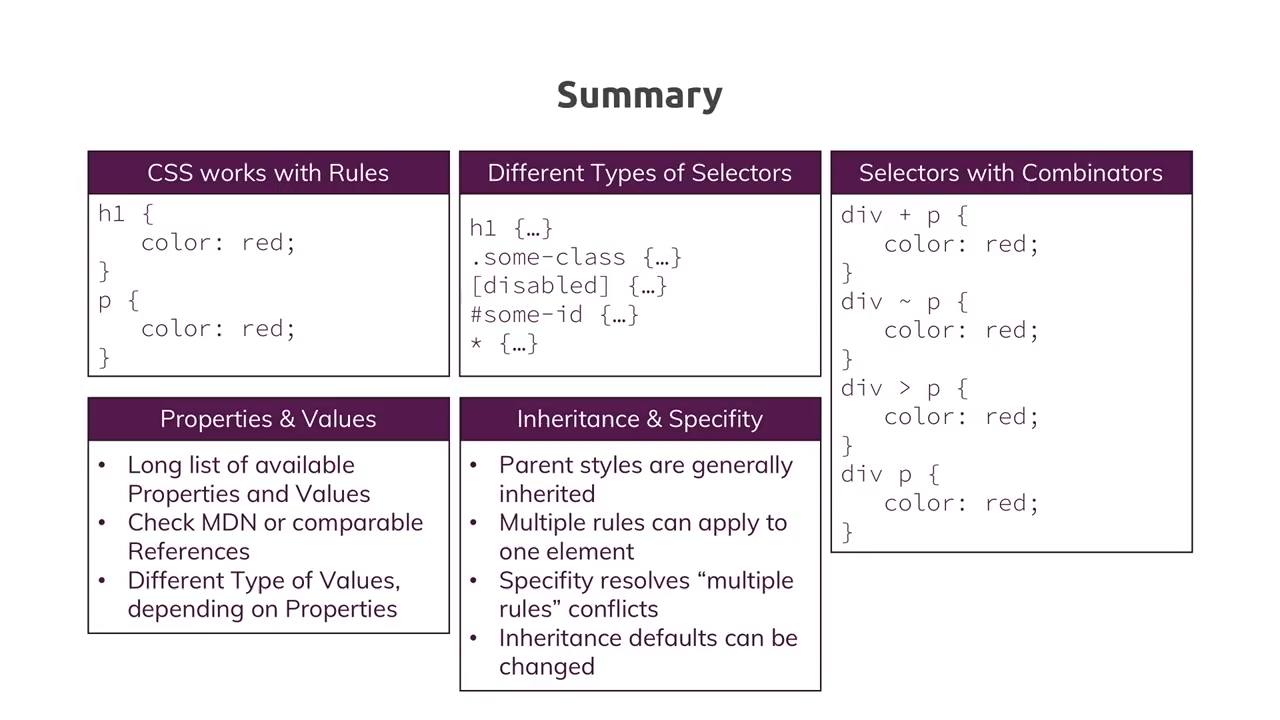 Summary
CSS works with Rules
h1 {
   color: red;
}
p {
   color: red;
}
Different Types of Selectors
h1 {…}
.some-class {…}
[disabled] {…}
#some-id {…}
* {…}
Selectors with Combinators
div + p {
   color: red;
}
div ~ p {
   color: red;
}
div > p {
   color: red;
}
div p {
   color: red;
}
Properties & Values
• Long list of available
Properties and Values
• Check MDN or comparable
References
• Different Type of Values,
depending on Properties
Inheritance & Specifity
• Parent styles are generally
inherited
• Multiple rules can apply to
one element
• Specifity resolves “multiple
rules” conflicts
• Inheritance defaults can be
changed